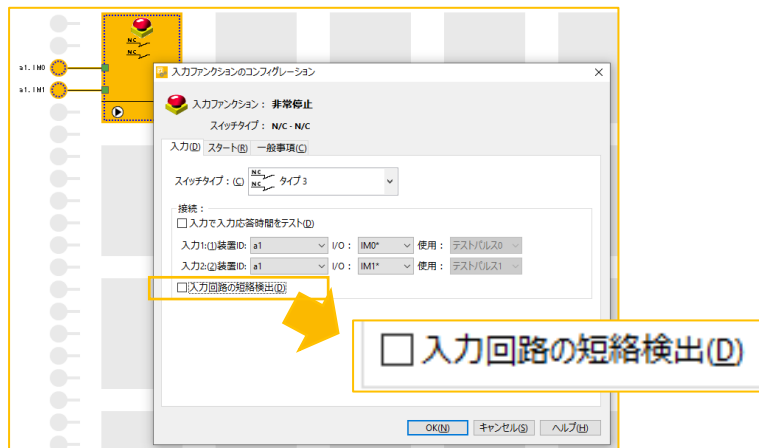 NC
NC
a1.IM0
a1.IM1
入力ファンクションのコンフィグレーション
入力ファンクション： 非常停止
スイッチタイプ： N/C - N/C
入力(D) スタート(R) 一般事項(C)
スイッチタイプ：(C) NC NC タイプ 3
接続：
入力で入力応答時間をテスト(D)
入力1:(1)装置ID: a1 I/O： IM0* 使用： テストパルス0
入力2:(2)装置ID: a1 I/O： IM1* 使用： テストパルス1
入力回路の短絡検出(D)
入力回路の短絡検出(D)
OK(N) キャンセル(S) ヘルプ(H)